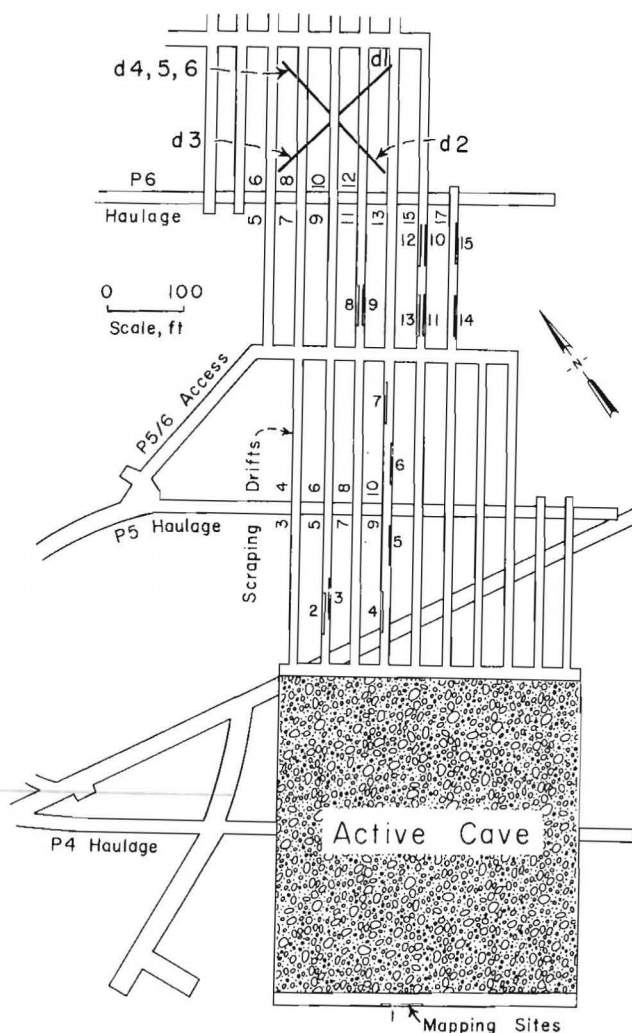 d4,5,6
d1
d3
d2
P6
Haulage
6
8
10
12
5
7
9
11
13
15
17
12
10
15
0 100
Scale, ft
8
9
13
11
14
N
P5/6 Access
7
Scraping Drifts
6
4
6
8
10
P5 Haulage
3
5
7
9
5
2
3
4
P4 Haulage
Active Cave
1
Mapping Sites